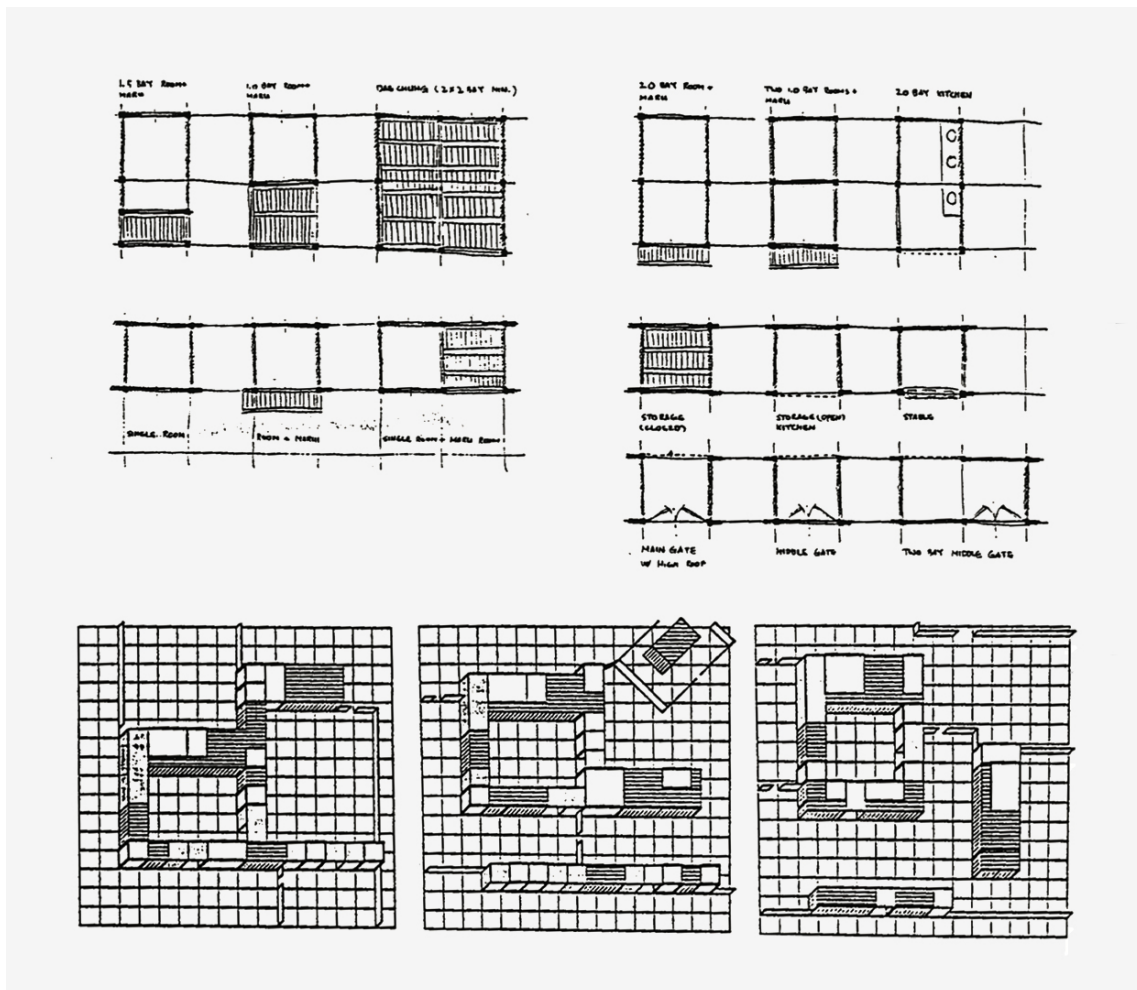 1.5 BAY ROOM +
MARU
1.0 BAY ROOM +
MARU
DAECHUNG (2×2 BAY MIN.)
2.0 BAY ROOM +
MARU
TWO 1.0 BAY ROOMS +
MARU
2.0 BAY KITCHEN
SINGLE ROOM
ROOM + MARU
SINGLE ROOM + MARU ROOM
STORAGE
(CLOSED)
STORAGE (OPEN)
KITCHEN
STABLE
MAIN GATE
W/ HIGH ROOF
MIDDLE GATE
TWO BAY MIDDLE GATE